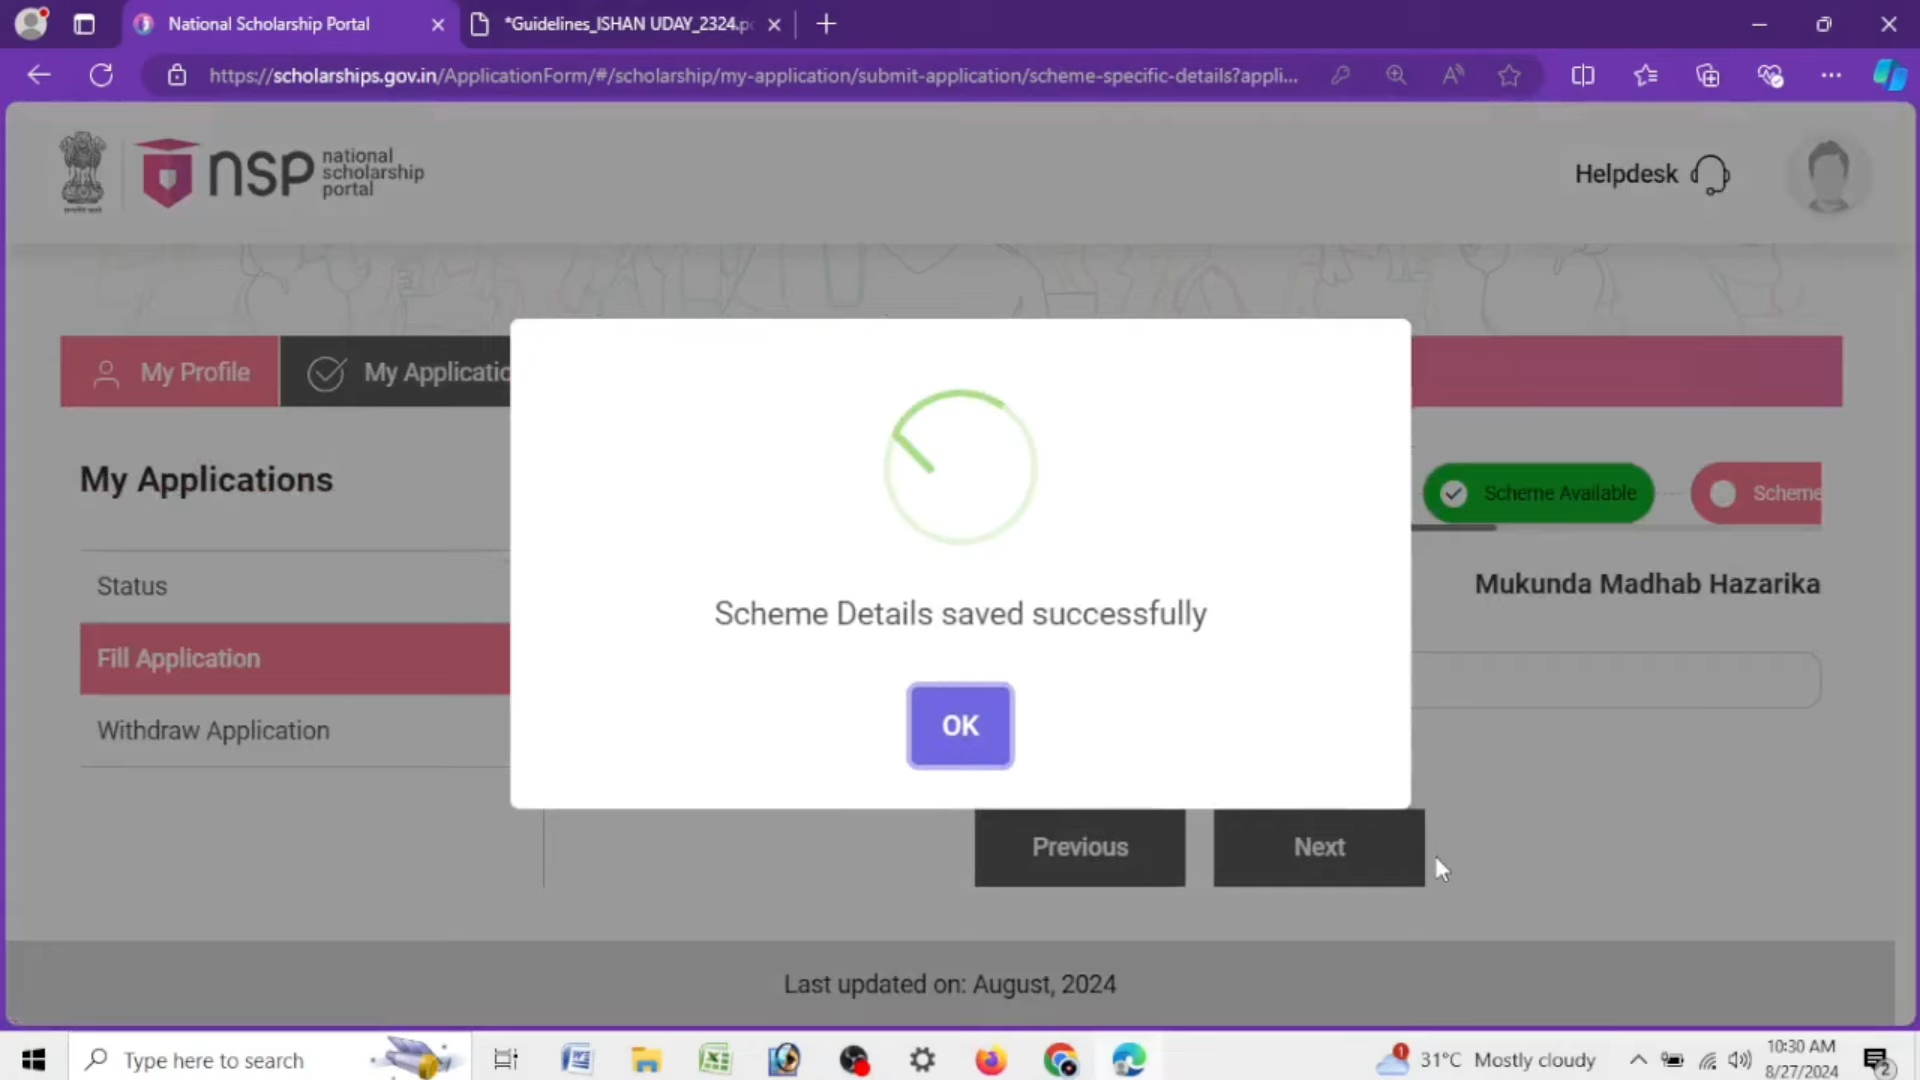 National Scholarship Portal
*Guidelines_ISHAN UDAY_2324.p
https://scholarships.gov.in/ApplicationForm/#/scholarship/my-application/submit-application/scheme-specific-details?appli...
nsp
national
scholarship
portal
Helpdesk
My Profile
My Applicatio
My Applications
Scheme Available
Scheme
Status
Mukunda Madhab Hazarika
Scheme Details saved successfully
Fill Application
Withdraw Application
OK
Previous
Next
Last updated on: August, 2024
Type here to search
31°C Mostly cloudy
10:30 AM
8/27/2024